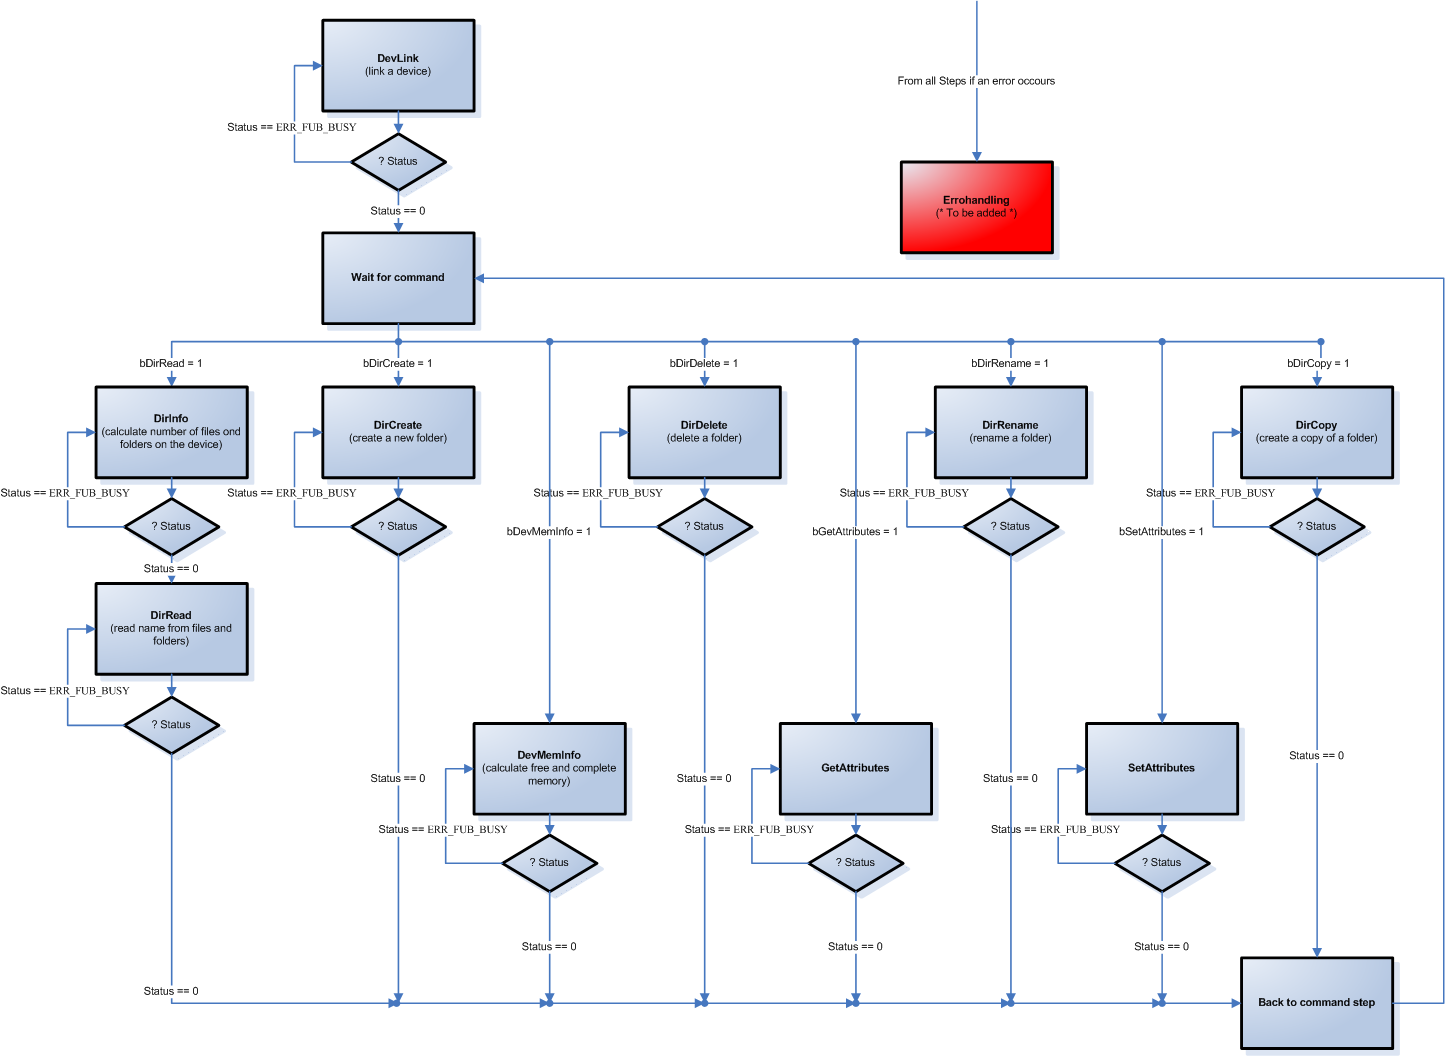 DevLink
(link a device)
From all Steps if an error occours
Status == ERR_FUB_BUSY
? Status
Status == 0
Errohandling
(* To be added *)
Wait for command
bDirRead = 1
bDirCreate = 1
bDirDelete = 1
bDirRename = 1
bDirCopy = 1
DirInfo
(calculate number of files ond
folders on the device)
DirCreate
(create a new folder)
DirDelete
(delete a folder)
DirRename
(rename a folder)
DirCopy
(create a copy of a folder)
Status == ERR_FUB_BUSY
Status == ERR_FUB_BUSY
Status == ERR_FUB_BUSY
Status == ERR_FUB_BUSY
Status == ERR_FUB_BUSY
? Status
? Status
? Status
? Status
? Status
bDevMemInfo = 1
bGetAttributes = 1
bSetAttributes = 1
Status == 0
DirRead
(read name from files and
folders)
Status == ERR_FUB_BUSY
? Status
DevMemInfo
(calculate free and complete
memory)
GetAttributes
SetAttributes
Status == 0
Status == 0
Status == 0
Status == 0
Status == ERR_FUB_BUSY
Status == ERR_FUB_BUSY
Status == ERR_FUB_BUSY
? Status
? Status
? Status
Status == 0
Status == 0
Status == 0
Status == 0
Back to command step